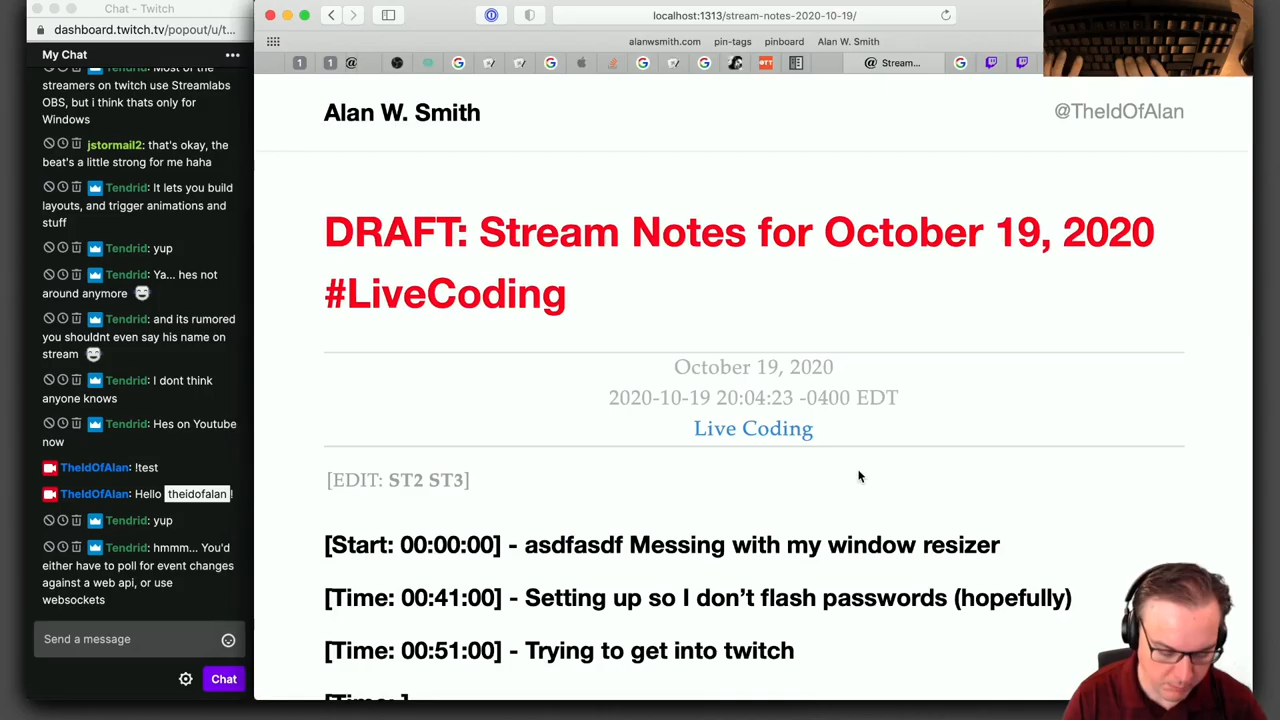 Chat - Twitch
dashboard.twitch.tv/popout/u/t...
My Chat
streamers on twitch use Streamlabs
OBS, but i think thats only for
Windows
jstormail2: that's okay, the
beat's a little strong for me haha
Tendrid: It lets you build
layouts, and trigger animations and
stuff
Tendrid: yup
Tendrid: Ya... hes not
around anymore
Tendrid: and its rumored
you shouldnt even say his name on
stream
Tendrid: I dont think
anyone knows
Tendrid: Hes on Youtube
now
TheIdOfAlan: !test
TheIdOfAlan: Hello theidofalan !
Tendrid: yup
Tendrid: hmmm... You'd
either have to poll for event changes
against a web api, or use
websockets
Send a message
Chat
localhost:1313/stream-notes-2020-10-19/
alanwsmith.com pin-tags pinboard Alan W. Smith
1 1 @ G G G G OTT @ Stream... G
Alan W. Smith
@TheIdOfAlan
DRAFT: Stream Notes for October 19, 2020
#LiveCoding
October 19, 2020
2020-10-19 20:04:23 -0400 EDT
Live Coding
[EDIT: ST2 ST3]
[Start: 00:00:00] - asdfasdf Messing with my window resizer
[Time: 00:41:00] - Setting up so I don’t flash passwords (hopefully)
[Time: 00:51:00] - Trying to get into twitch
[Time: ]